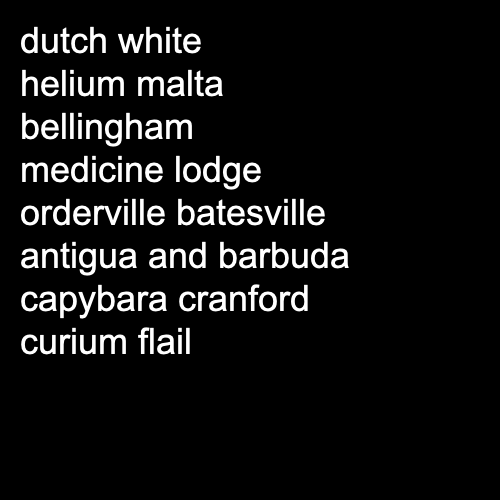 dutch white
helium malta
bellingham
medicine lodge
orderville batesville
antigua and barbuda
capybara cranford
curium flail